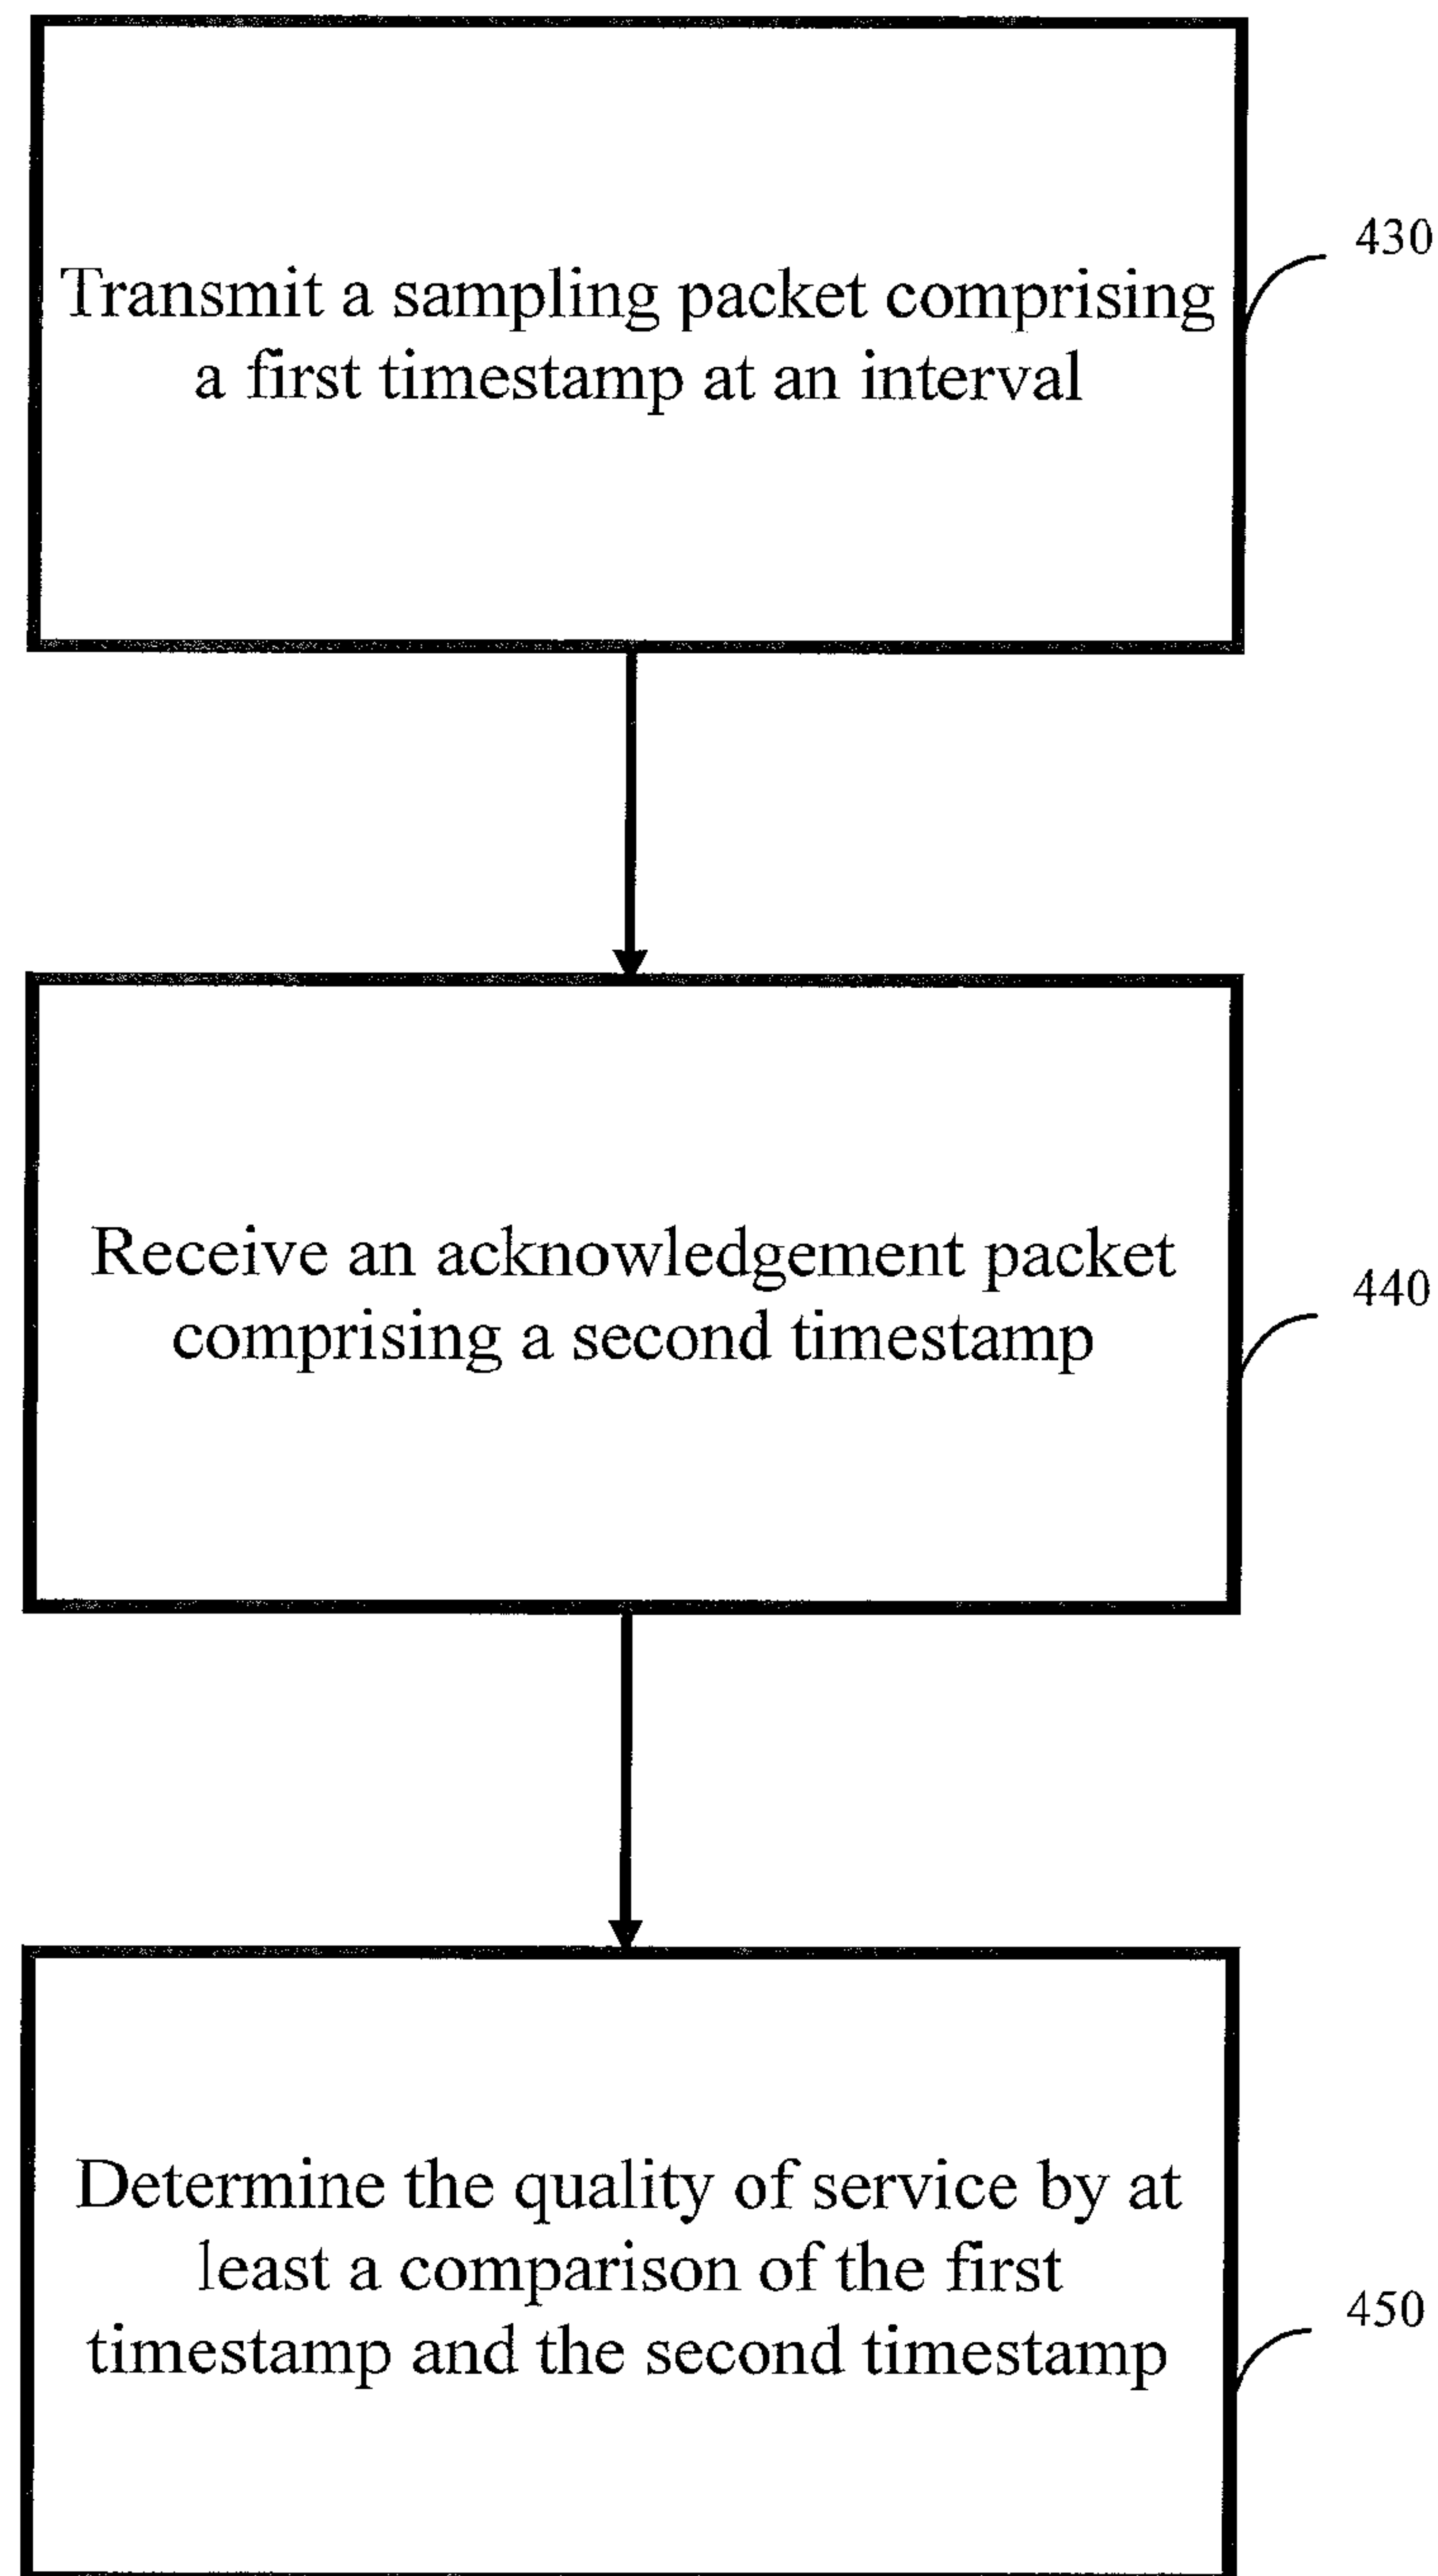 430
Transmit a sampling packet comprising
a first timestamp at an interval
Receive an acknowledgement packet
440
comprising a second timestamp
Determine the quality of service by at
least a comparison of the first
450
timestamp and the second timestamp